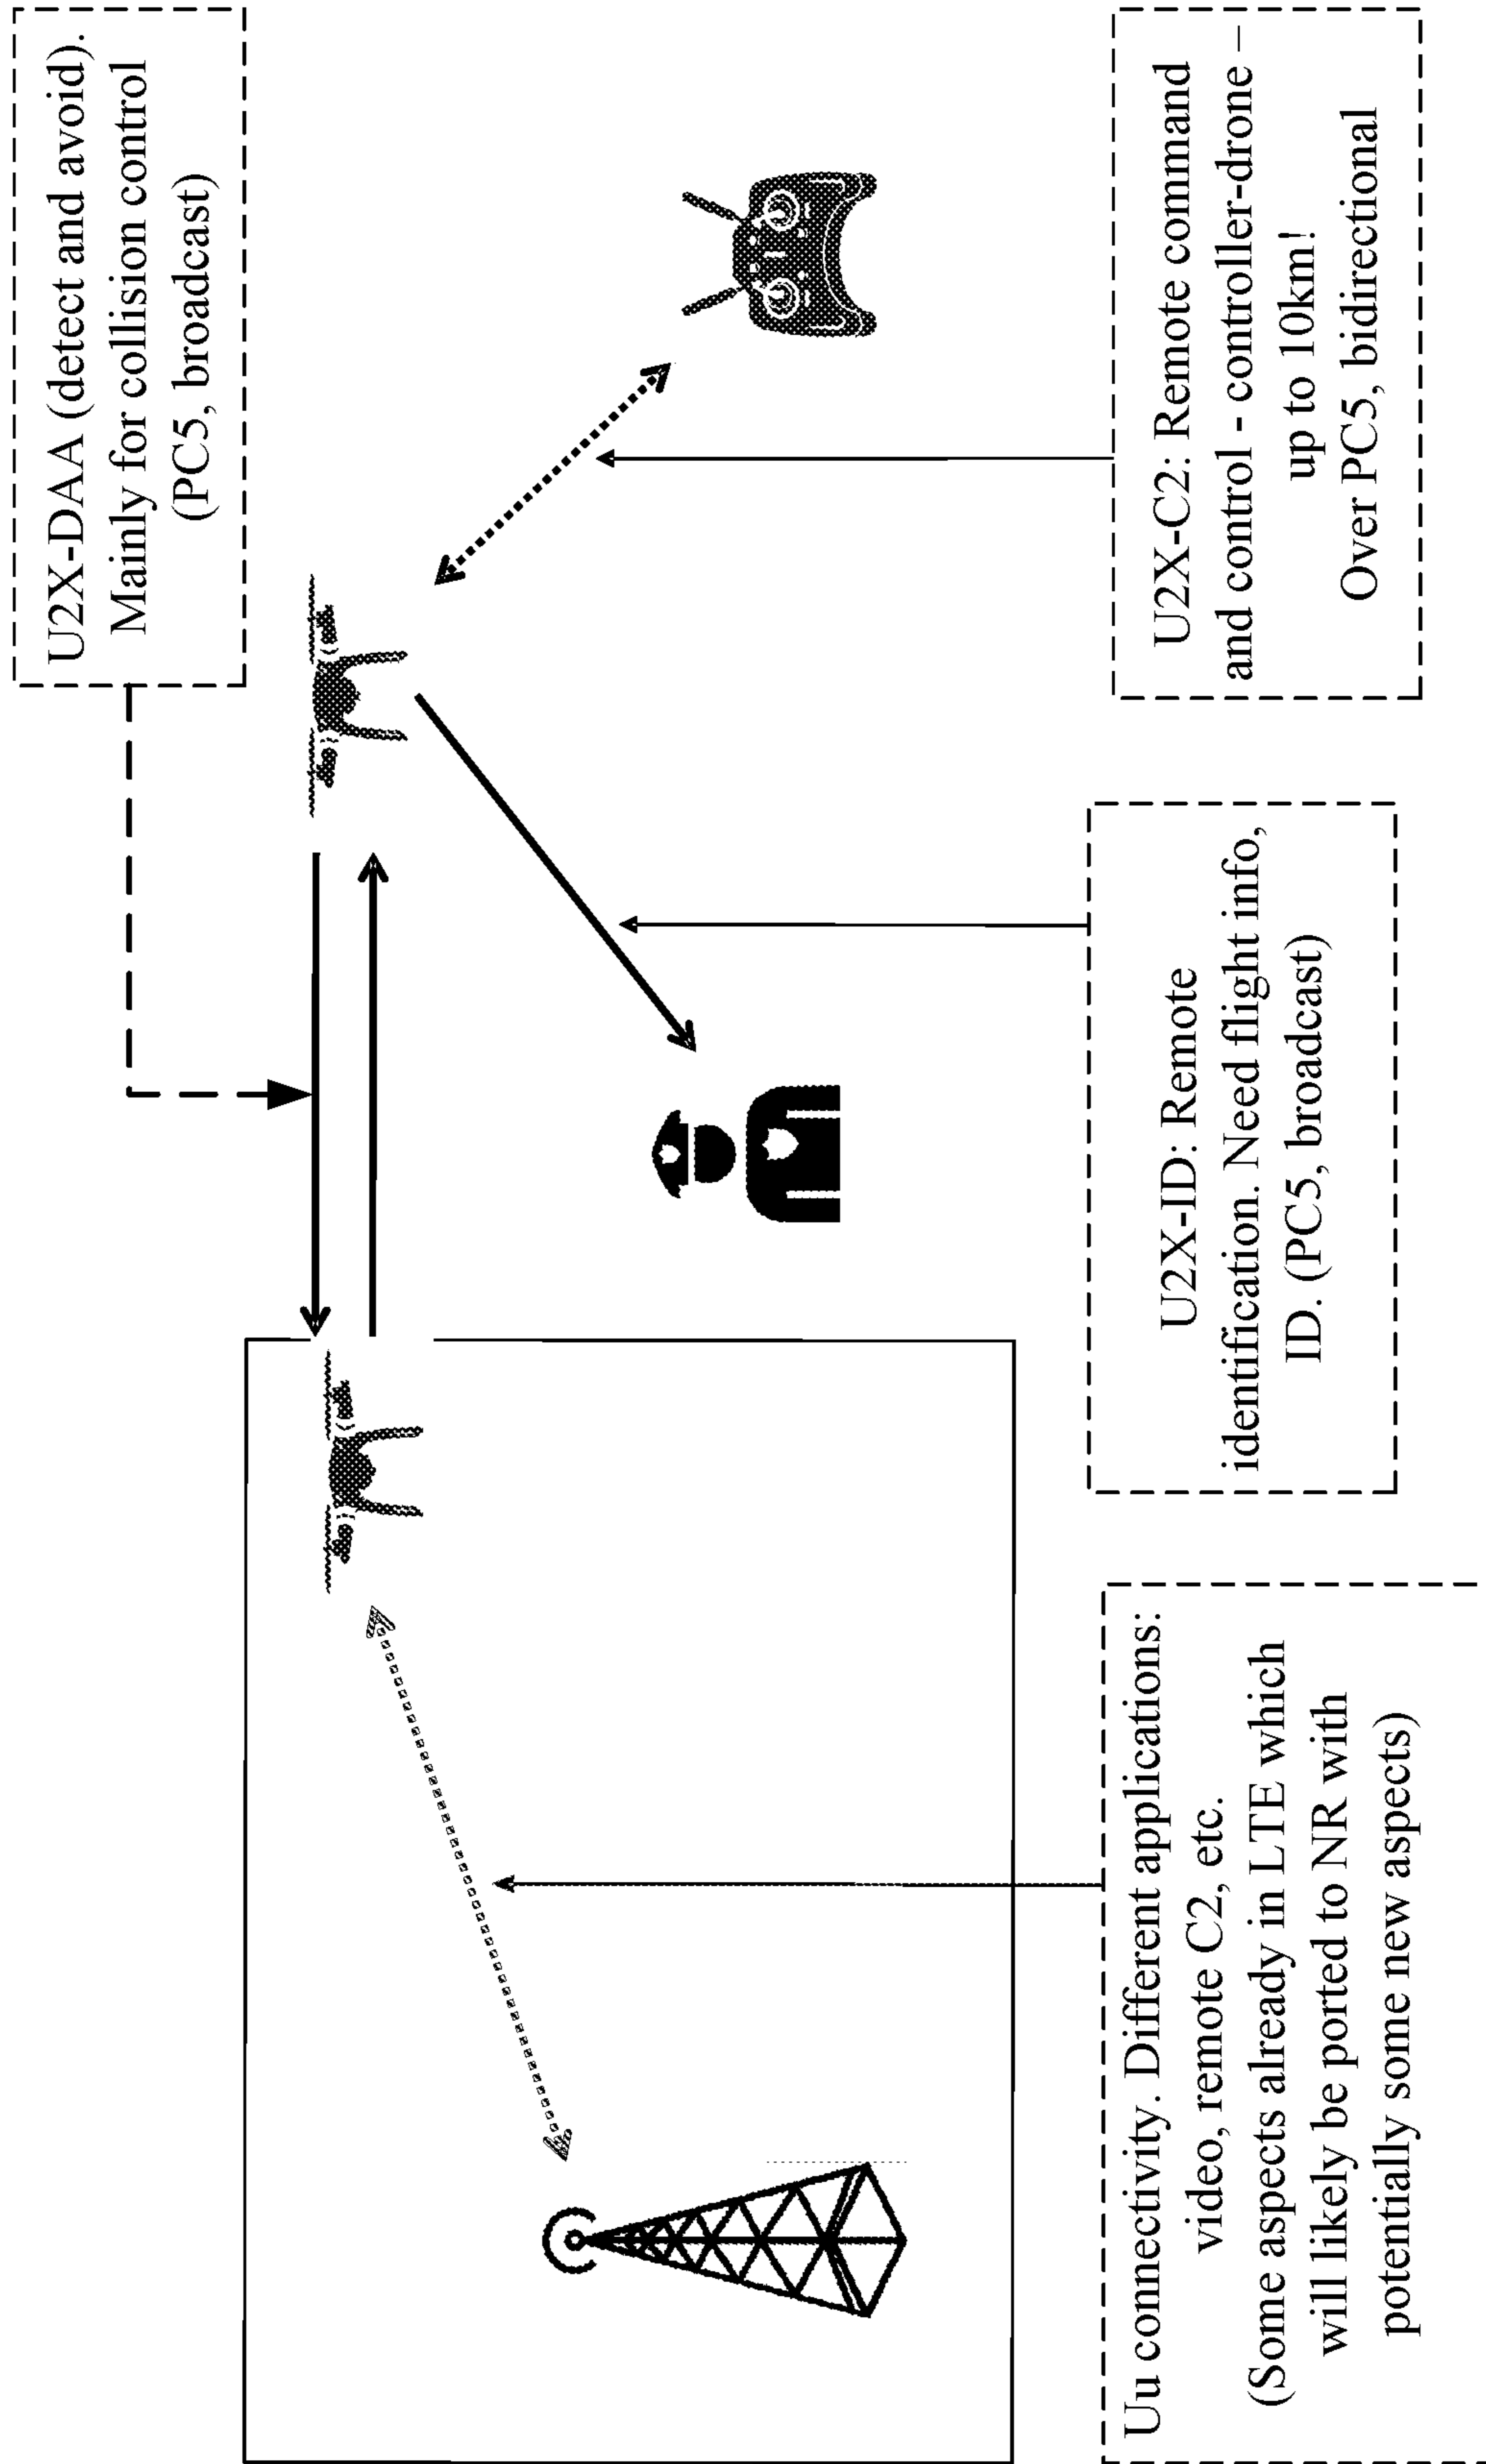 U2X-DAA (detect and avoid).
Mainly for collision control
(PC5, broadcast)
Uu connectivity. Different applications:
video, remote C2, etc.
(Some aspects already in LTE which
will likely be ported to NR with
potentially some new aspects)
U2X-ID: Remote
identification. Need flight info,
ID. (PC5, broadcast)
U2X-C2: Remote command
and control - controller-drone –
up to 10km!
Over PC5, bidirectional